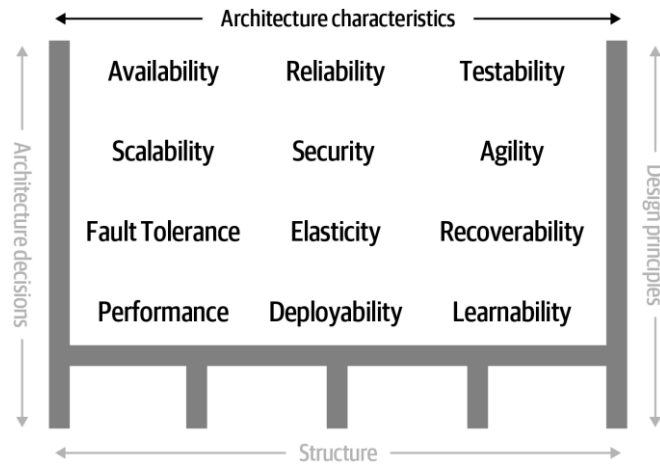 Architecture characteristics
Availability Reliability Testability
Scalability Security Agility
Fault Tolerance Elasticity Recoverability
Performance Deployability Learnability
Architecture decisions
Design principles
Structure